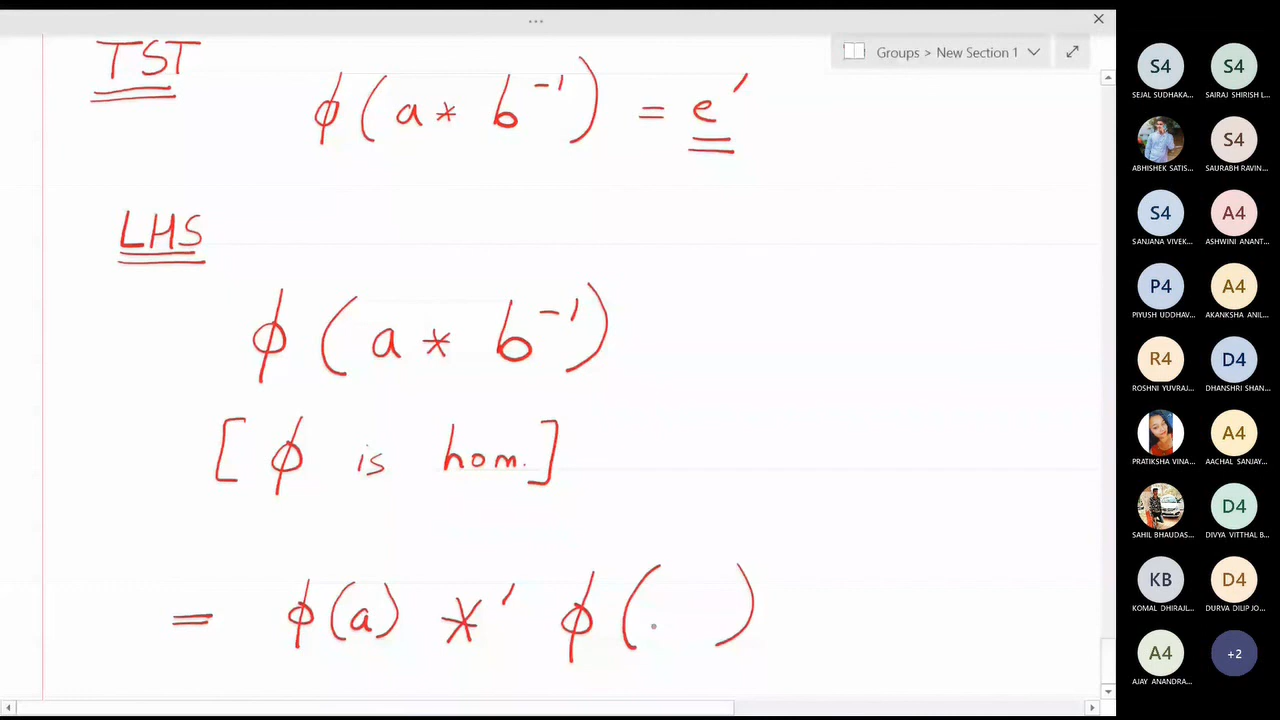 Groups > New Section 1
TST
ϕ(a * b⁻¹) = e′
LHS
ϕ(a * b⁻¹)
[ϕ is hom.]
= ϕ(a) *′ ϕ( )
S4 S4
SEJAL SUDHAKA... SAIRAJ SHIRISH L...
S4
ABHISHEK SATIS... SAURABH RAVIN...
S4 A4
SANJANA VIVEK... ASHWINI ANANT...
P4 A4
PIYUSH UDDHAV... AKANKSHA ANIL...
R4 D4
ROSHNI YUVRAJ... DHANSHRI SHAN...
A4
PRATIKSHA VINA... AACHAL SANJAY...
D4
SAHIL BHAUDAS... DIVYA VITTHAL B...
KB D4
KOMAL DHIRAJL... DURVA DILIP JO...
A4 +2
AJAY ANANDRA...